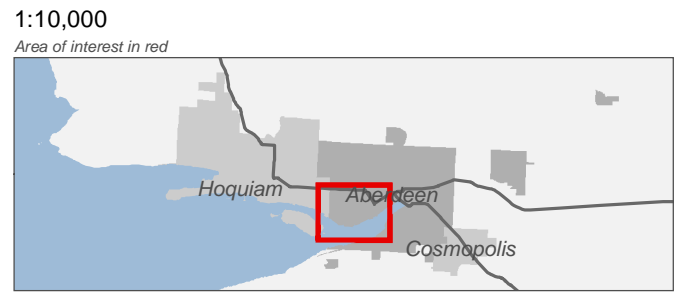 1:10,000
Area of interest in red
Hoquiam
Aberdeen
Cosmopolis